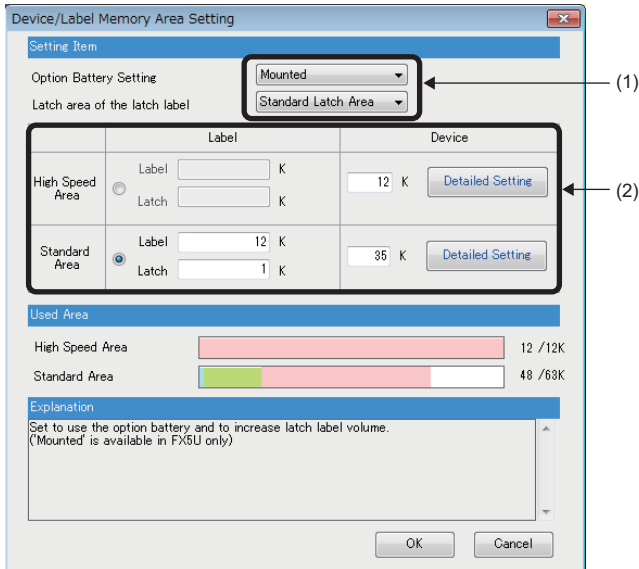 Device/Label Memory Area Setting
Setting Item
Option Battery Setting
Mounted
(1)
Latch area of the latch label
Standard Latch Area
Label
Device
High Speed Area
Label K
Latch K
12 K
Detailed Setting
(2)
Standard Area
Label 12 K
Latch 1 K
35 K
Detailed Setting
Used Area
High Speed Area
12 /12K
Standard Area
48 /63K
Explanation
Set to use the option battery and to increase latch label volume.
('Mounted' is available in FX5U only)
OK
Cancel